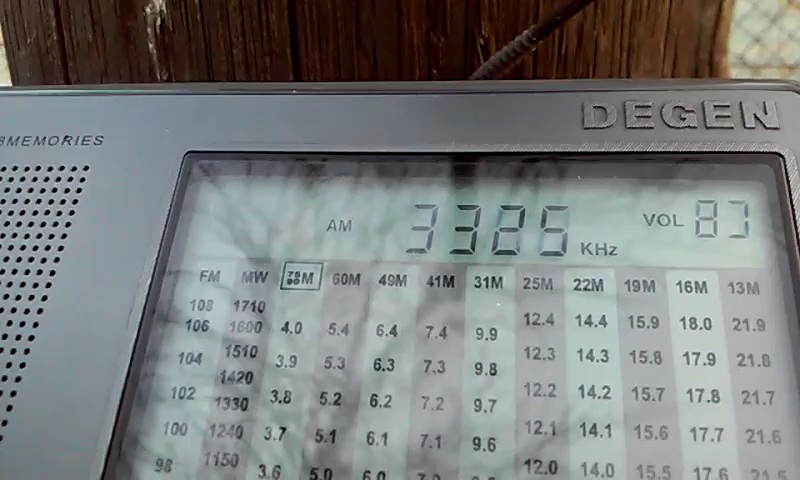 DEGEN
8MEMORIES
AM 3325 KHz VOL
FM MW 75 90 M 60M 49M 41M 31M 25M 22M 19M 16M 13M
108 1710
106 1600 4.0 5.4 6.4 7.4 9.9 12.4 14.4 15.9 18.0 21.9
104 1510 3.9 5.3 6.3 7.3 9.8 12.3 14.3 15.8 17.9 21.8
1420
102 1330 3.8 5.2 6.2 7.2 9.7 12.2 14.2 15.7 17.8 21.7
100 1240 3.7 5.1 6.1 7.1 9.6 12.1 14.1 15.6 17.7 21.6
98 1150 3.6 5.0 6.0 12.0 14.0 15.5 17.6 21.5